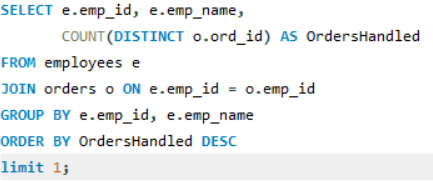 SELECT e.emp_id, e.emp_name,
       COUNT(DISTINCT o.ord_id) AS OrdersHandled
FROM employees e
JOIN orders o ON e.emp_id = o.emp_id
GROUP BY e.emp_id, e.emp_name
ORDER BY OrdersHandled DESC
limit 1;